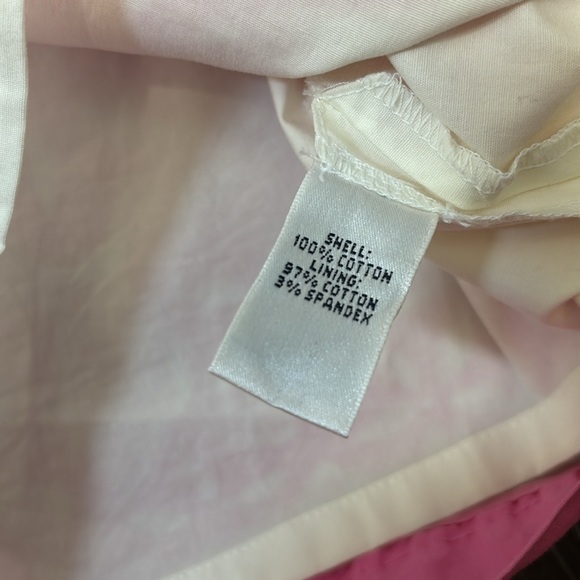 SHELL:
100% COTTON
LINING:
97% COTTON
3% SPANDEX